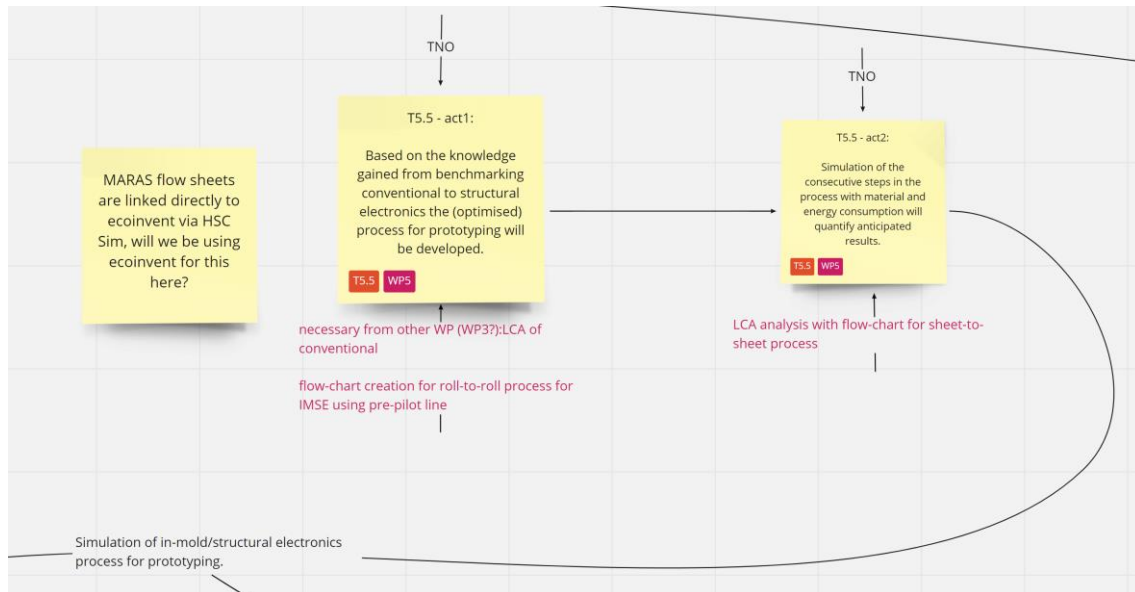 TNO
TNO
MARAS flow sheets
are linked directly to
ecoinvent via HSC
Sim, will we be using
ecoinvent for this
here?
T5.5 - act1:
Based on the knowledge
gained from benchmarking
conventional to structural
electronics the (optimised)
process for prototyping will
be developed.
T5.5 WP5
T5.5 - act2:
Simulation of the
consecutive steps in the
process with material and
energy consumption will
quantify anticipated
results.
T5.5 WP5
necessary from other WP (WP3?):LCA of
conventional
flow-chart creation for roll-to-roll process for
IMSE using pre-pilot line
LCA analysis with flow-chart for sheet-to-
sheet process
Simulation of in-mold/structural electronics
process for prototyping.